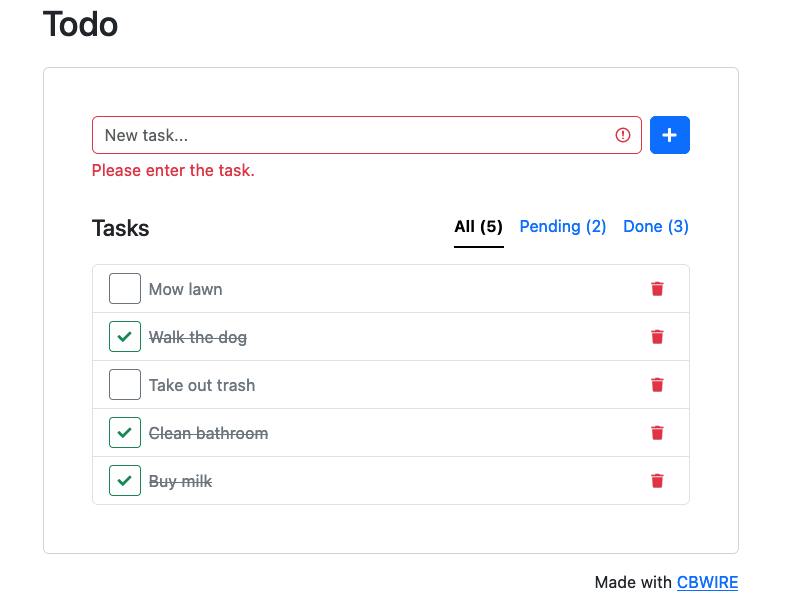 Todo
New task...
Please enter the task.
Tasks All (5) Pending (2) Done (3)
Mow lawn
Walk the dog
Take out trash
Clean bathroom
Buy milk
Made with CBWIRE